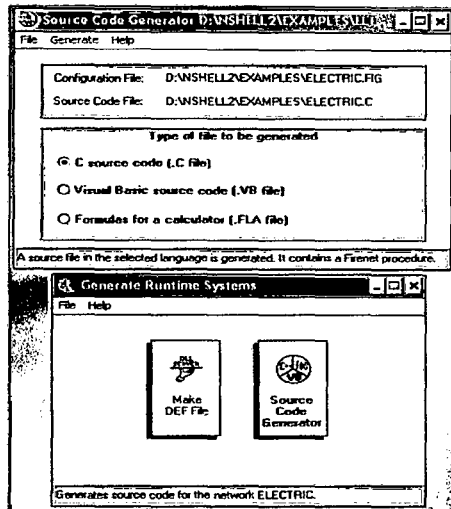 Source Code Generator D:\NSHELL2\EXAMPLES\
File Generate Help
Configuration File: D:\NSHELL2\EXAMPLES\ELECTRIC.FIG
Source Code File: D:\NSHELL2\EXAMPLES\ELECTRIC.C
Type of file to be generated
C source code (.C file)
Visual Basic source code (.VB file)
Formulas for a calculator (.FLA file)
A source file in the selected language is generated. It contains a Firenet procedure.
Generate Runtime Systems
File Help
Make
DEF File
Source
Code
Generator
Generates source code for the network ELECTRIC.